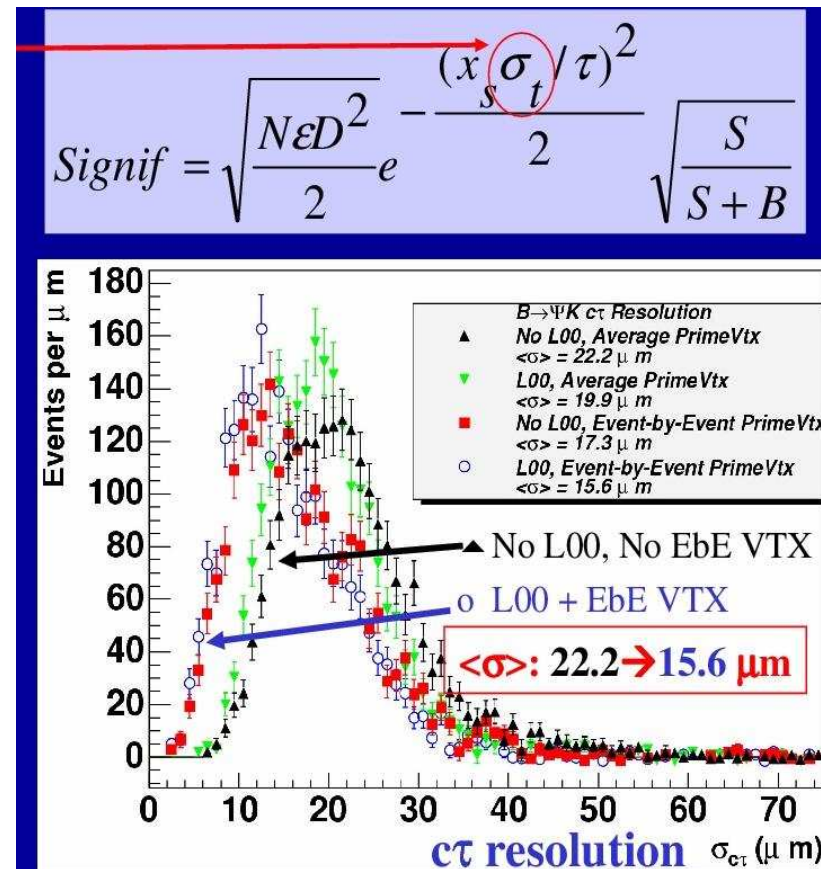 Signif = √(NεD²/2) e^(−(x_s σ_t/τ)²/2) √(S/(S + B))
Events per μ m
180
160
140
120
100
80
60
40
20
0
B→ΨK cτ Resolution
No L00, Average PrimeVtx
<σ> = 22.2 μ m
L00, Average PrimeVtx
<σ> = 19.9 μ m
No L00, Event-by-Event PrimeVtx
<σ> = 17.3 μ m
L00, Event-by-Event PrimeVtx
<σ> = 15.6 μ m
No L00, No EbE VTX
o L00 + EbE VTX
<σ>: 22.2➔15.6 μm
0 10 20 30 40 50 60 70
cτ resolution σcτ (μ m)